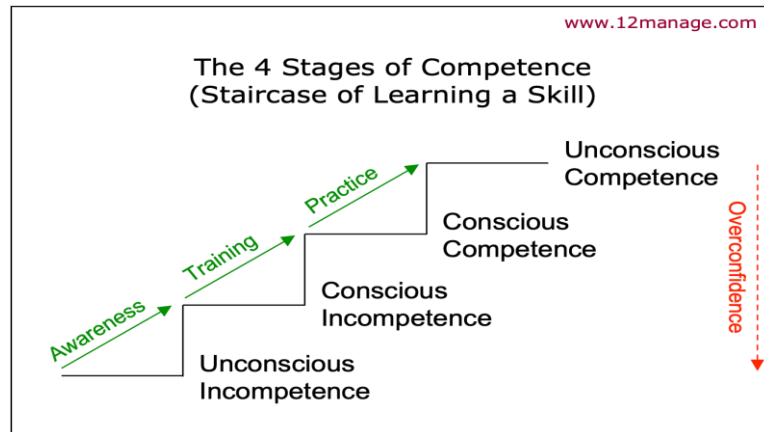 www.12manage.com
The 4 Stages of Competence
(Staircase of Learning a Skill)
Unconscious
Competence
Practice
Conscious
Competence
Training
Conscious
Incompetence
Awareness
Unconscious
Incompetence
Overconfidence